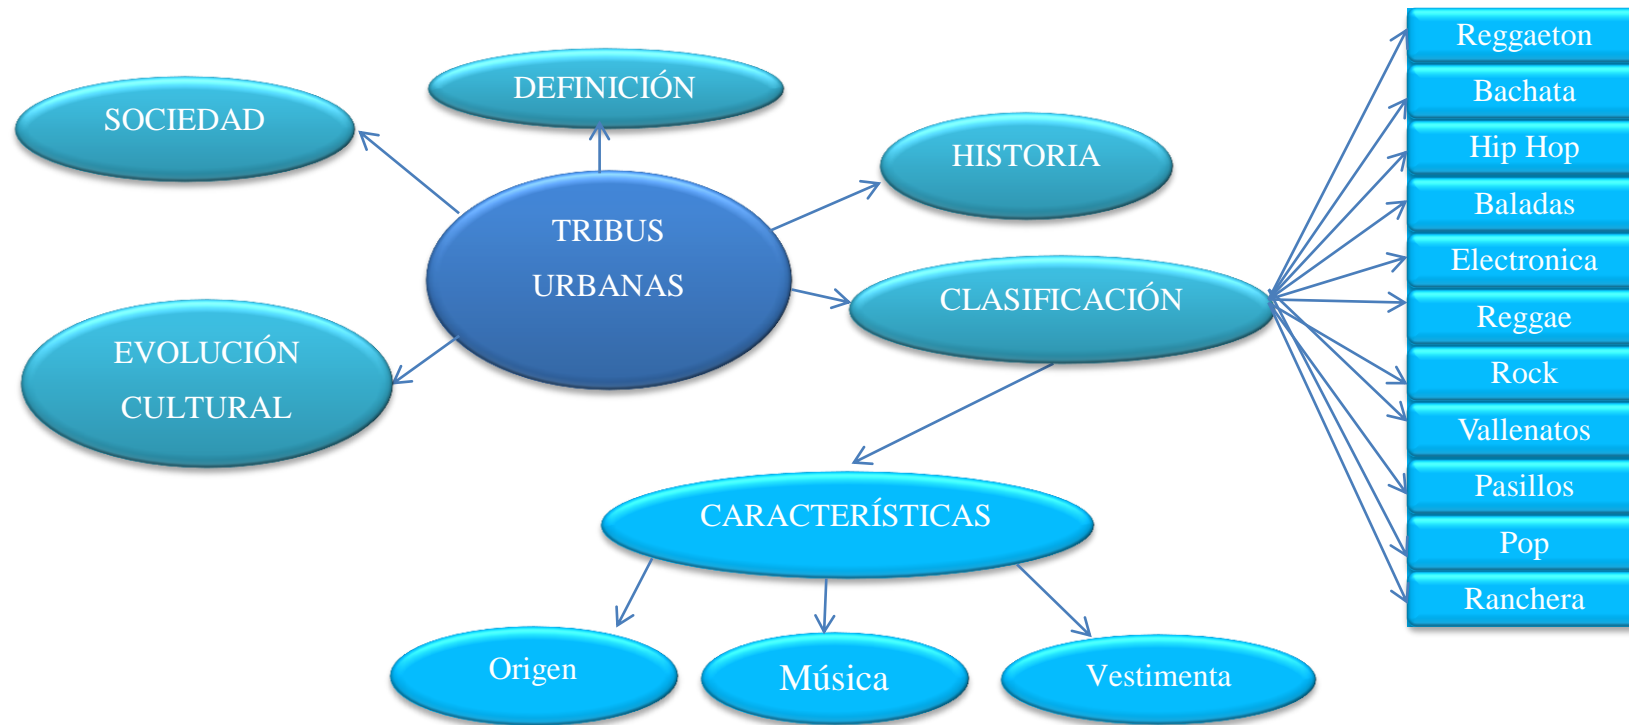 SOCIEDAD
DEFINICIÓN
HISTORIA
TRIBUS
URBANAS
CLASIFICACIÓN
EVOLUCIÓN
CULTURAL
CARACTERÍSTICAS
Origen
Música
Vestimenta
Reggaeton
Bachata
Hip Hop
Baladas
Electronica
Reggae
Rock
Vallenatos
Pasillos
Pop
Ranchera